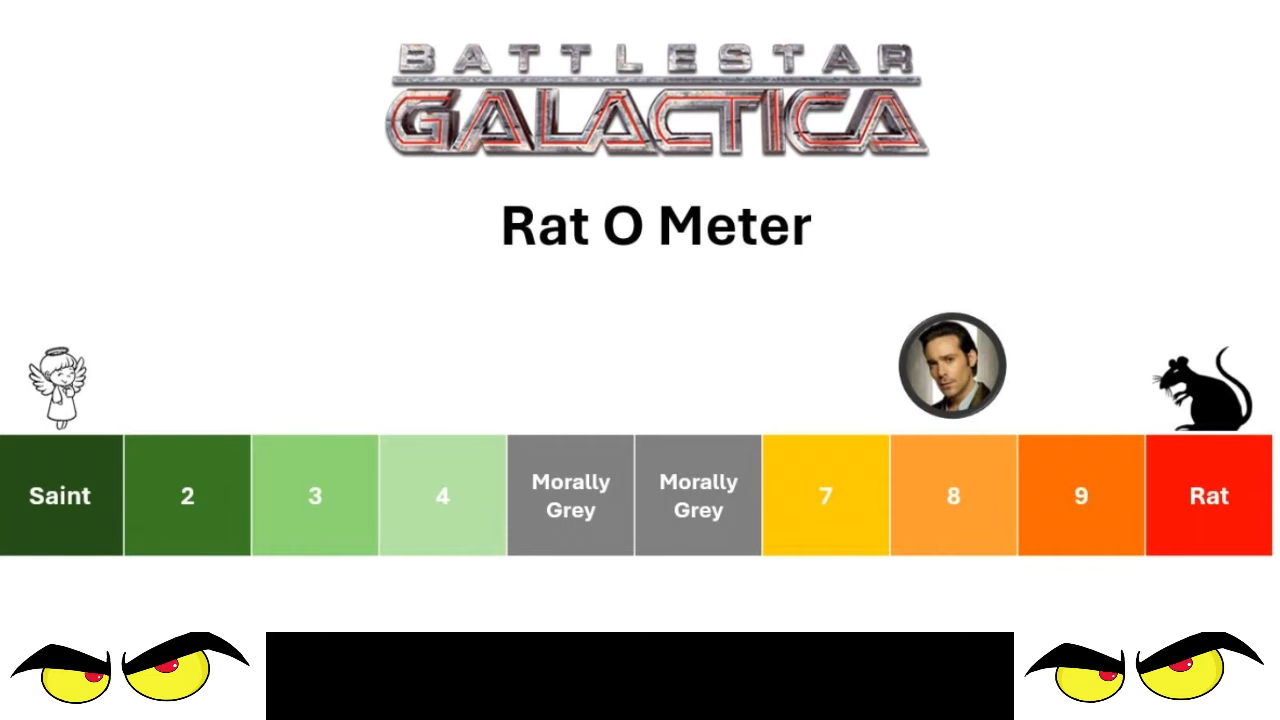 BATTLESTAR
GALACTICA
Rat O Meter
Saint
2
3
4
Morally
Grey
Morally
Grey
7
8
9
Rat